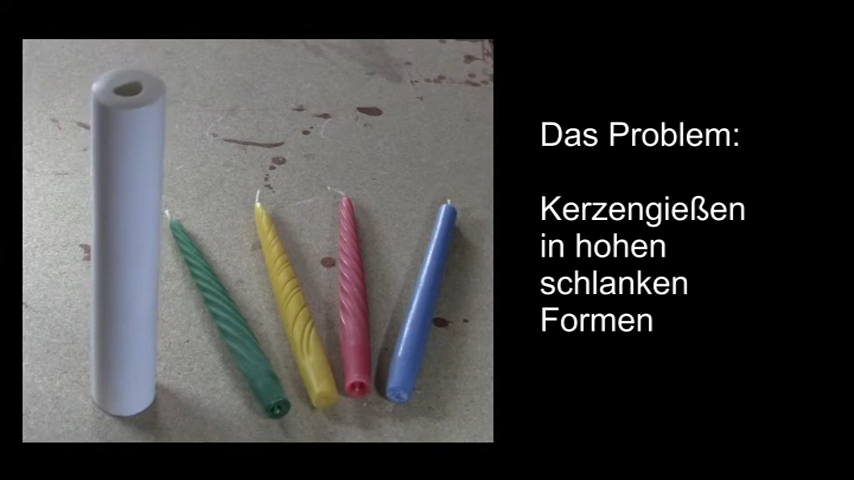 Das Problem:
Kerzengießen
in hohen
schlanken
Formen